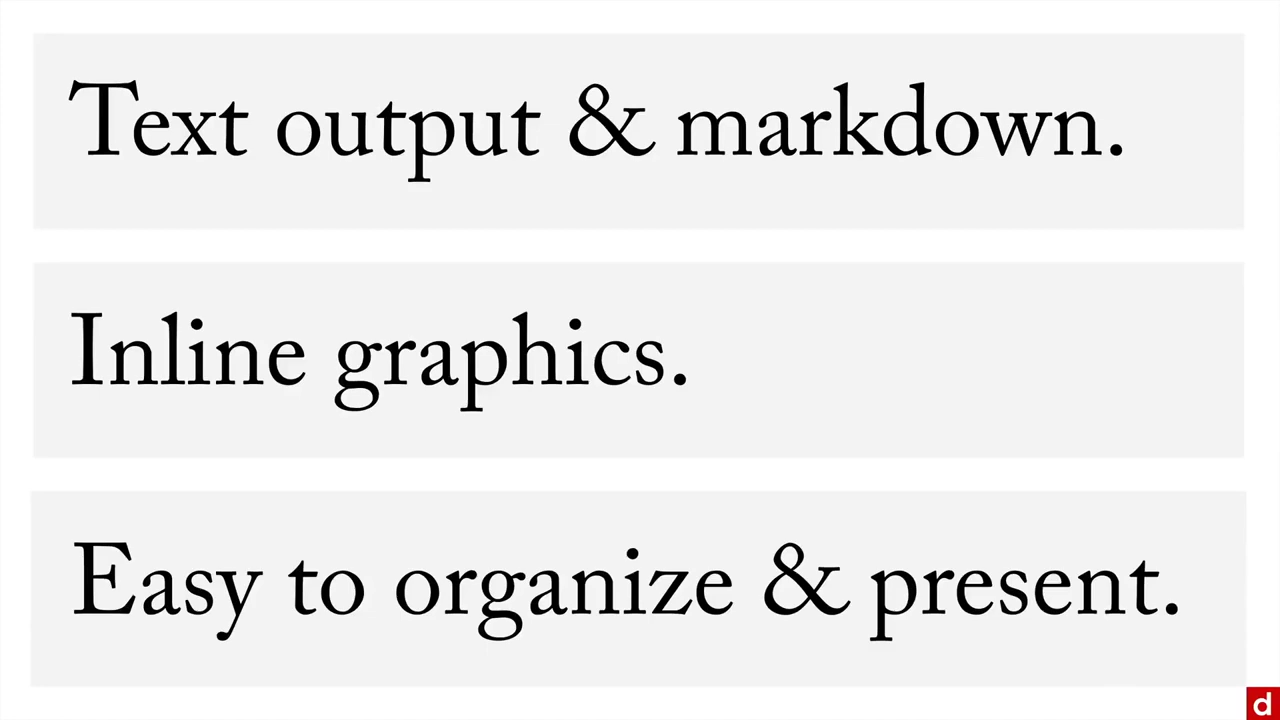 Text output & markdown.
Inline graphics.
Easy to organize & present.
d